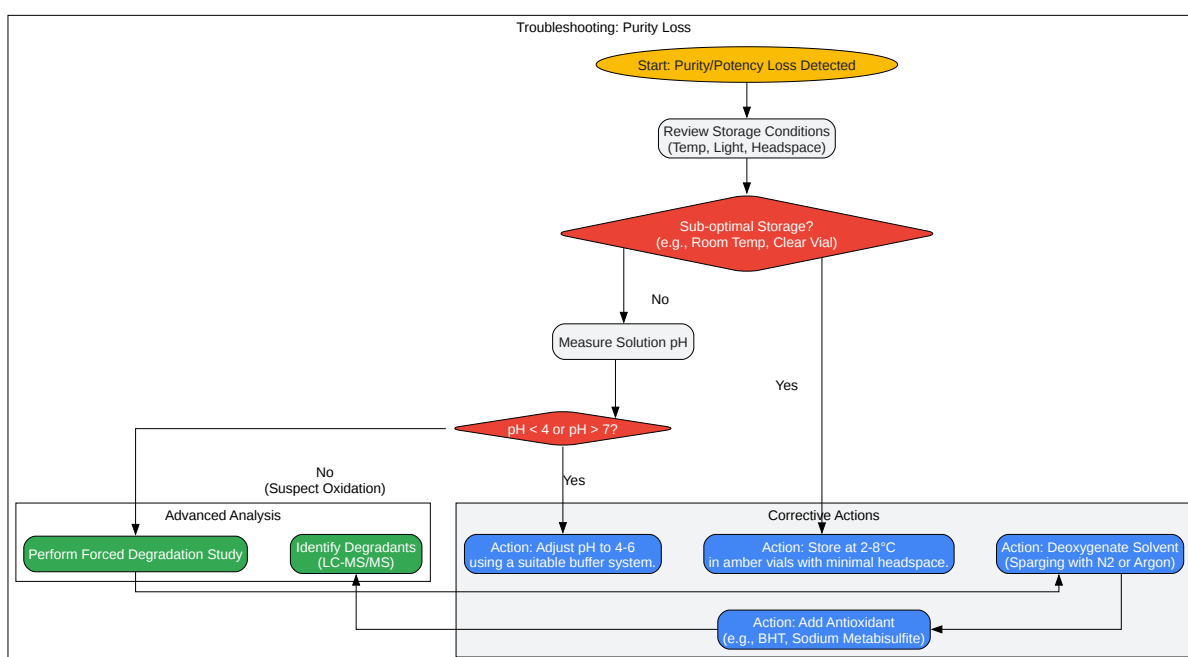 Troubleshooting: Purity Loss
Start: Purity/Potency Loss Detected
Review Storage Conditions
(Temp, Light, Headspace)
Sub-optimal Storage?
(e.g., Room Temp, Clear Vial)
No
Measure Solution pH
Yes
pH < 4 or pH > 7?
No
(Suspect Oxidation)
Yes
Advanced Analysis
Corrective Actions
Perform Forced Degradation Study
Identify Degradants
(LC-MS/MS)
Action: Adjust pH to 4-6
using a suitable buffer system.
Action: Store at 2-8°C
in amber vials with minimal headspace.
Action: Deoxygenate Solvent
(Sparging with N2 or Argon)
Action: Add Antioxidant
(e.g., BHT, Sodium Metabisulfite)